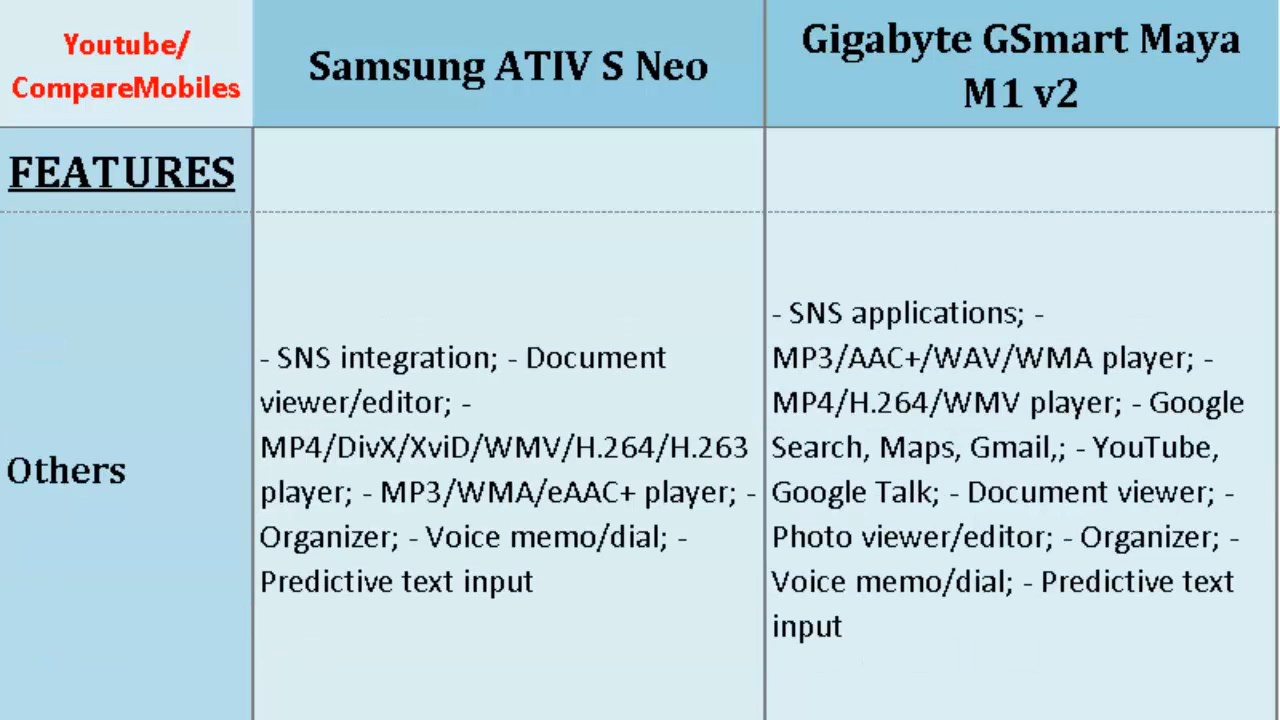 Youtube/
CompareMobiles
Samsung ATIV S Neo
Gigabyte GSmart Maya
M1 v2
FEATURES
Others
- SNS integration; - Document
viewer/editor; -
MP4/DivX/XviD/WMV/H.264/H.263
player; - MP3/WMA/eAAC+ player; -
Organizer; - Voice memo/dial; -
Predictive text input
- SNS applications; -
MP3/AAC+/WAV/WMA player; -
MP4/H.264/WMV player; - Google
Search, Maps, Gmail,; - YouTube,
Google Talk; - Document viewer; -
Photo viewer/editor; - Organizer; -
Voice memo/dial; - Predictive text
input